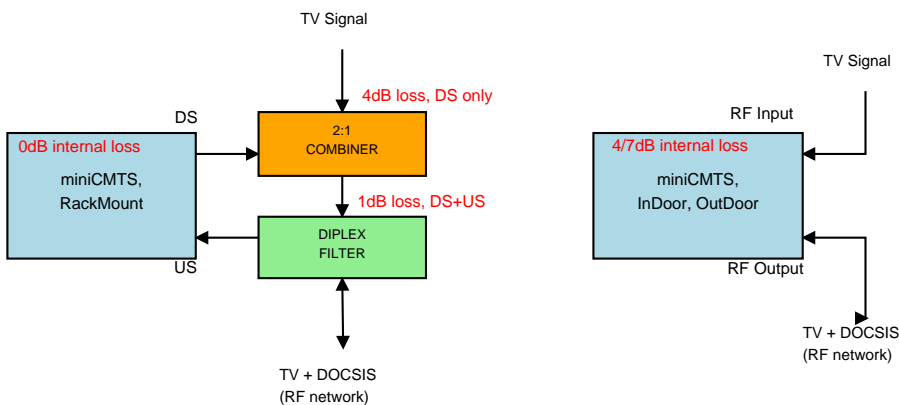 TV Signal
4dB loss, DS only
DS
2:1
COMBINER
0dB internal loss
miniCMTS,
RackMount
1dB loss, DS+US
DIPLEX
FILTER
US
TV + DOCSIS
(RF network)
TV Signal
RF Input
4/7dB internal loss
miniCMTS,
InDoor, OutDoor
RF Output
TV + DOCSIS
(RF network)